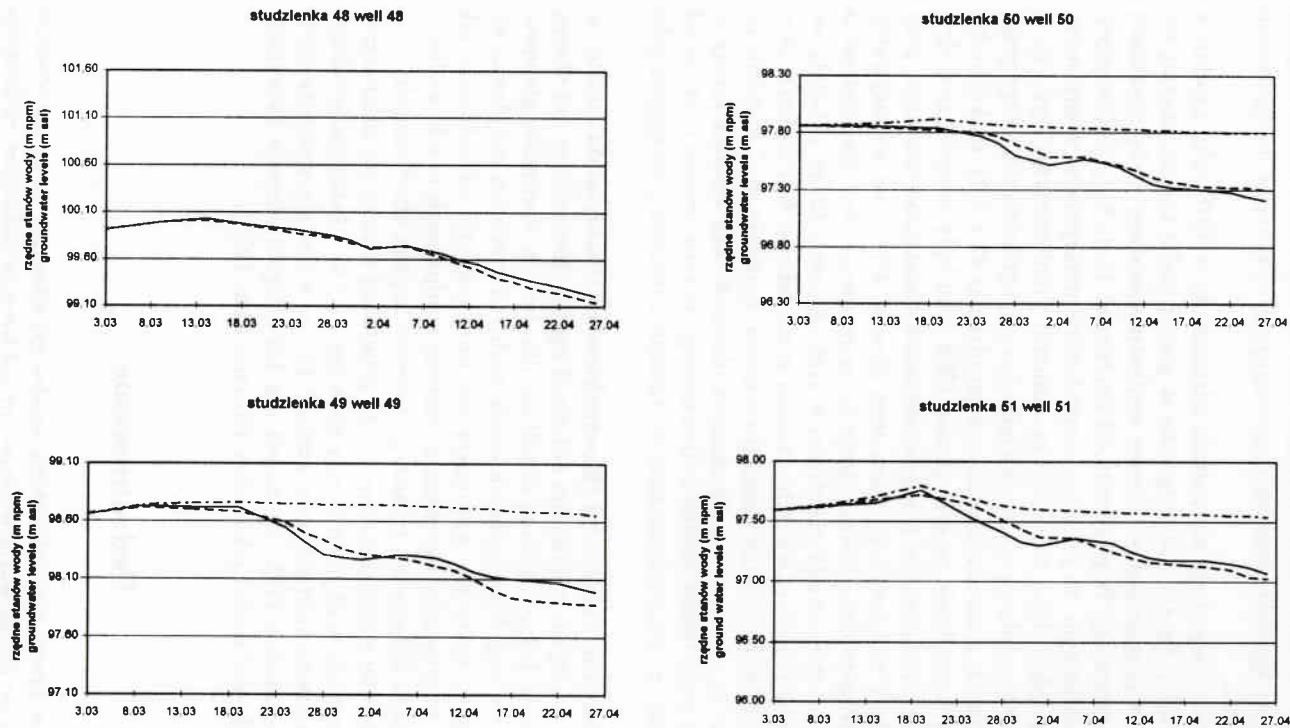 studzienka 48 well 48
rzędne stanów wody (m npm)
groundwater levels (m asl)
101.60
101.10
100.60
100.10
99.60
99.10
3.03 8.03 13.03 18.03 23.03 28.03 2.04 7.04 12.04 17.04 22.04 27.04
studzienka 50 well 50
rzędne stanów wody (m npm)
groundwater levels (m asl)
98.30
97.80
97.30
96.80
96.30
3.03 8.03 13.03 18.03 23.03 28.03 2.04 7.04 12.04 17.04 22.04 27.04
studzienka 49 well 49
rzędne stanów wody (m npm)
groundwater levels (m asl)
99.10
98.60
98.10
97.60
97.10
3.03 8.03 13.03 18.03 23.03 28.03 2.04 7.04 12.04 17.04 22.04 27.04
studzienka 51 well 51
rzędne stanów wody (m npm)
ground water levels (m asl)
98.00
97.50
97.00
96.50
96.00
3.03 8.03 13.03 18.03 23.03 28.03 2.04 7.04 12.04 17.04 22.04 27.04